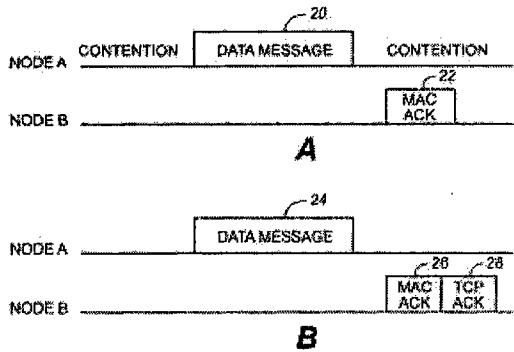 20
CONTENTION DATA MESSAGE CONTENTION
NODE A
22
MAC
ACK
NODE B
A
24
DATA MESSAGE
NODE A
26 28
MAC TCP
ACK ACK
NODE B
B